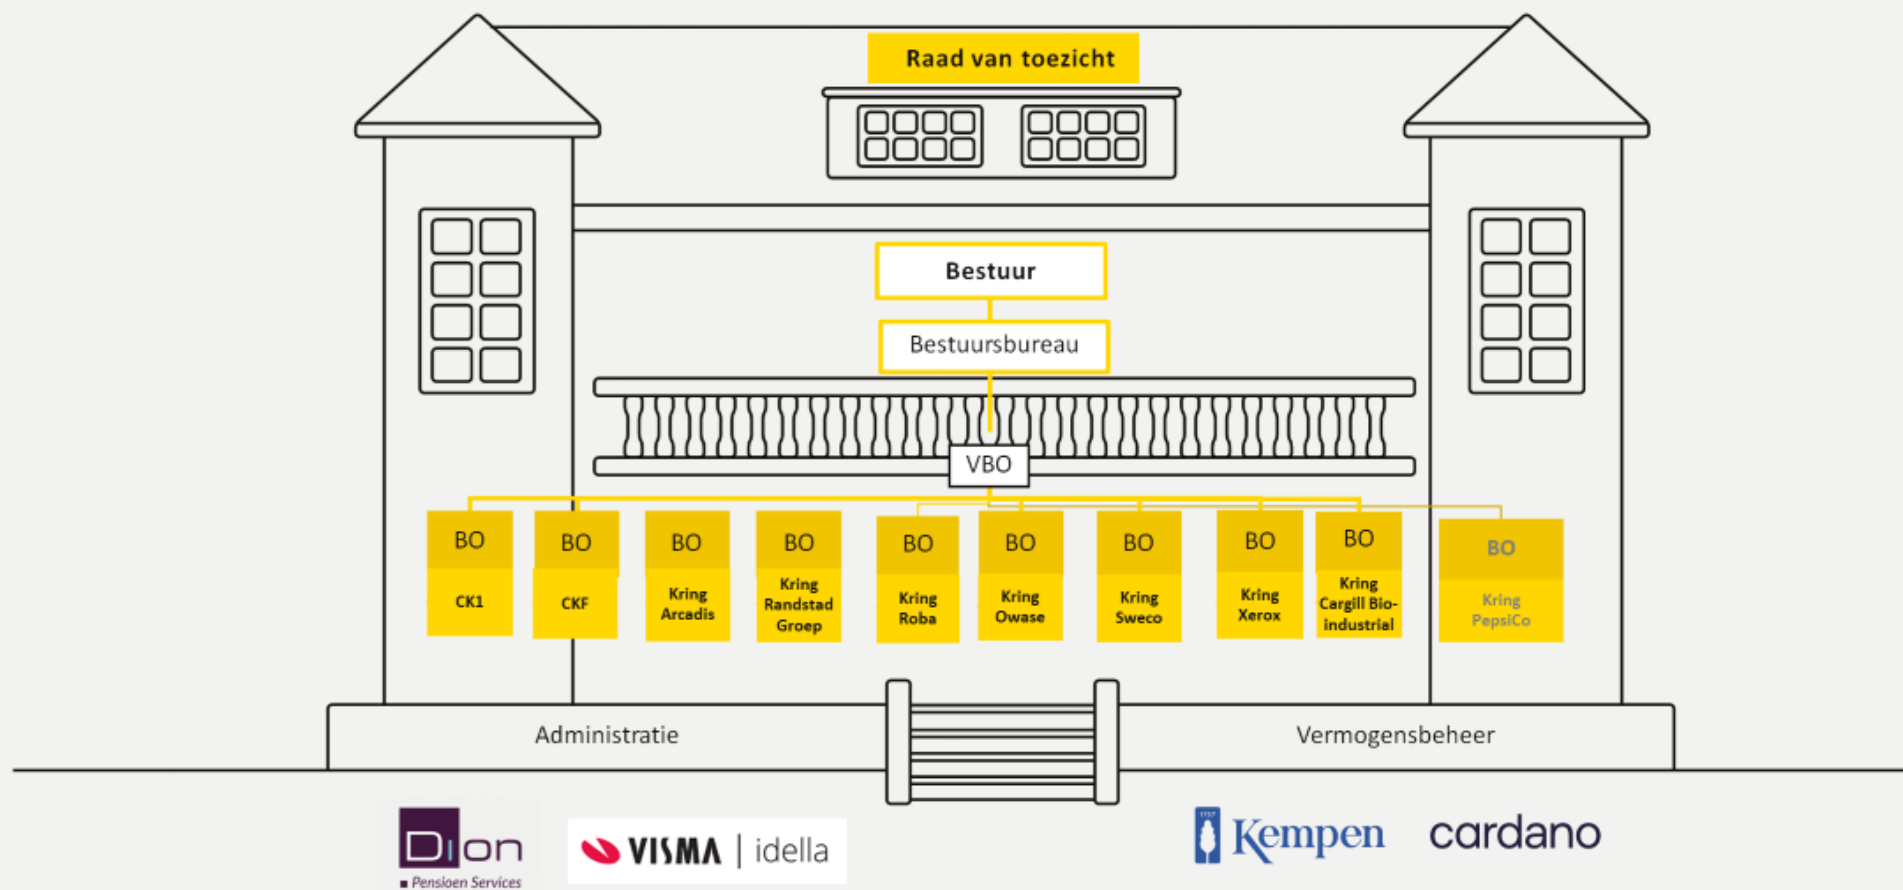 Raad van toezicht
Bestuur
Bestuursbureau
VBO
BO
CK1
BO
CKF
BO
Kring
Arcadis
BO
Kring
Randstad
Groep
BO
Kring
Roba
BO
Kring
Owase
BO
Kring
Sweco
BO
Kring
Xerox
BO
Kring
Cargill Bio-
industrial
BO
Kring
PepsiCo
Administratie
Vermogensbeheer
Dion
Pensioen Services
VISMA | idella
1737
Kempen
cardano